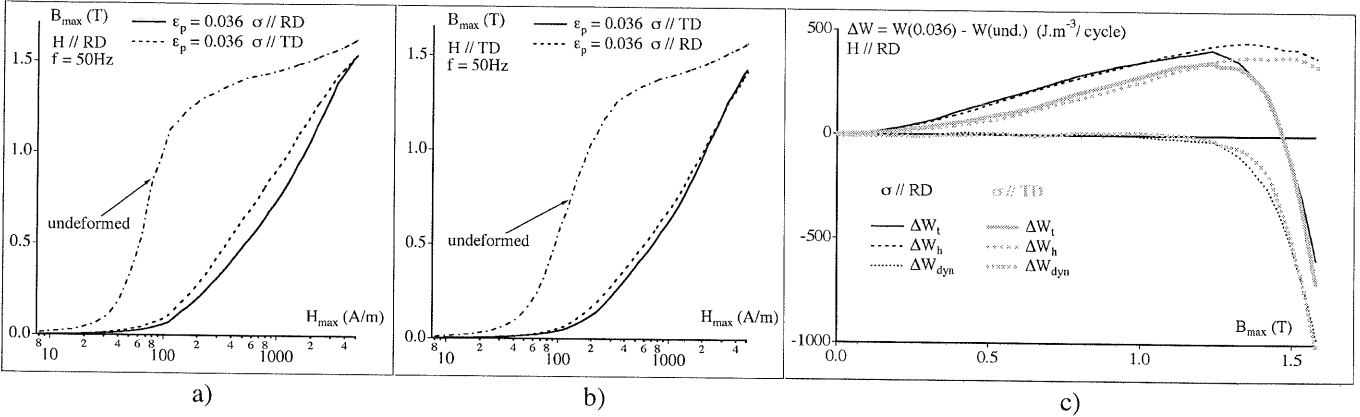 B_max (T)
ε_p = 0.036 σ // RD
H // RD
ε_p = 0.036 σ // TD
f = 50Hz
1.5
1.0
0.5
0.0
undeformed
H_max (A/m)
8 2 4 6 8 2 4 6 8 2 4
10 100 1000
a)
B_max (T)
ε_p = 0.036 σ // TD
H // TD
ε_p = 0.036 σ // RD
f = 50Hz
1.5
1.0
0.5
0.0
undeformed
H_max (A/m)
8 2 4 6 8 2 4 6 8 2 4
10 100 1000
b)
500
ΔW = W(0.036) - W(und.) (J.m⁻³/ cycle)
H // RD
0
σ // RD σ // TD
ΔW_t ΔW_t
-500
ΔW_h ΔW_h
ΔW_dyn ΔW_dyn
B_max (T)
-1000
0.0 0.5 1.0 1.5
c)